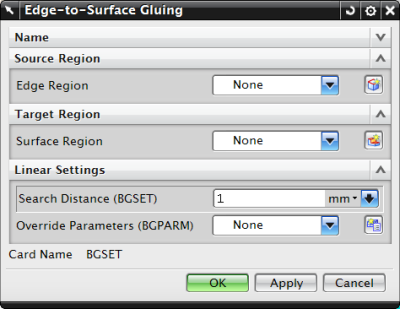 Edge-to-Surface Gluing
Name
Source Region
Edge Region None
Target Region
Surface Region None
Linear Settings
Search Distance (BGSET) 1 mm
Override Parameters (BGPARM) None
Card Name BGSET
OK Apply Cancel